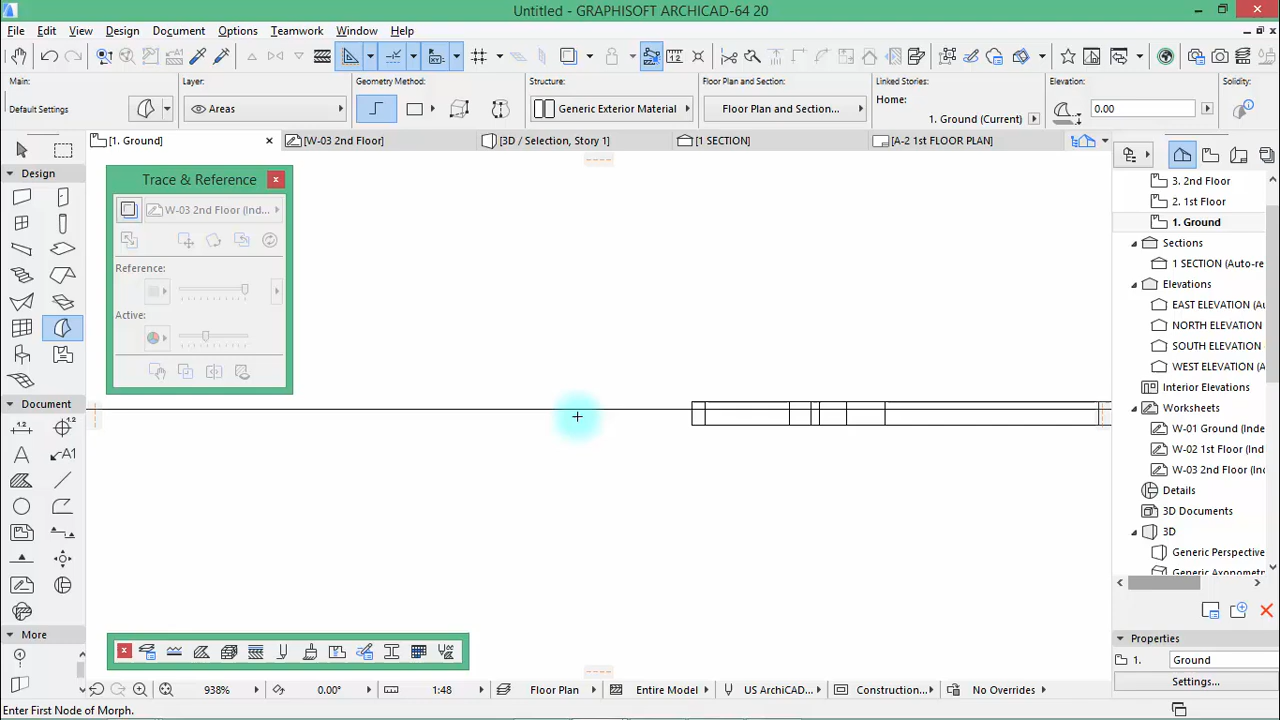 Untitled - GRAPHISOFT ARCHICAD-64 20
File Edit View Design Document Options Teamwork Window Help
Main:
Default Settings
Layer:
Areas
Geometry Method:
Structure:
Generic Exterior Material
Floor Plan and Section:
Floor Plan and Section...
Linked Stories:
Home:
1. Ground (Current)
Elevation:
0.00
Solidity:
[1. Ground]
[W-03 2nd Floor]
[3D / Selection, Story 1]
[1 SECTION]
[A-2 1st FLOOR PLAN]
Design
Document
More
Trace & Reference
W-03 2nd Floor (Ind...
Reference:
Active:
3. 2nd Floor
2. 1st Floor
1. Ground
Sections
1 SECTION (Auto-re
Elevations
EAST ELEVATION (Au
NORTH ELEVATION
SOUTH ELEVATION
WEST ELEVATION (A
Interior Elevations
Worksheets
W-01 Ground (Inde
W-02 1st Floor (Ind
W-03 2nd Floor (Ind
Details
3D Documents
3D
Generic Perspective
Generic Axonometr
Properties
1. Ground
Settings...
938%
0.00°
1:48
Floor Plan
Entire Model
US ArchiCAD...
Construction...
No Overrides
Enter First Node of Morph.